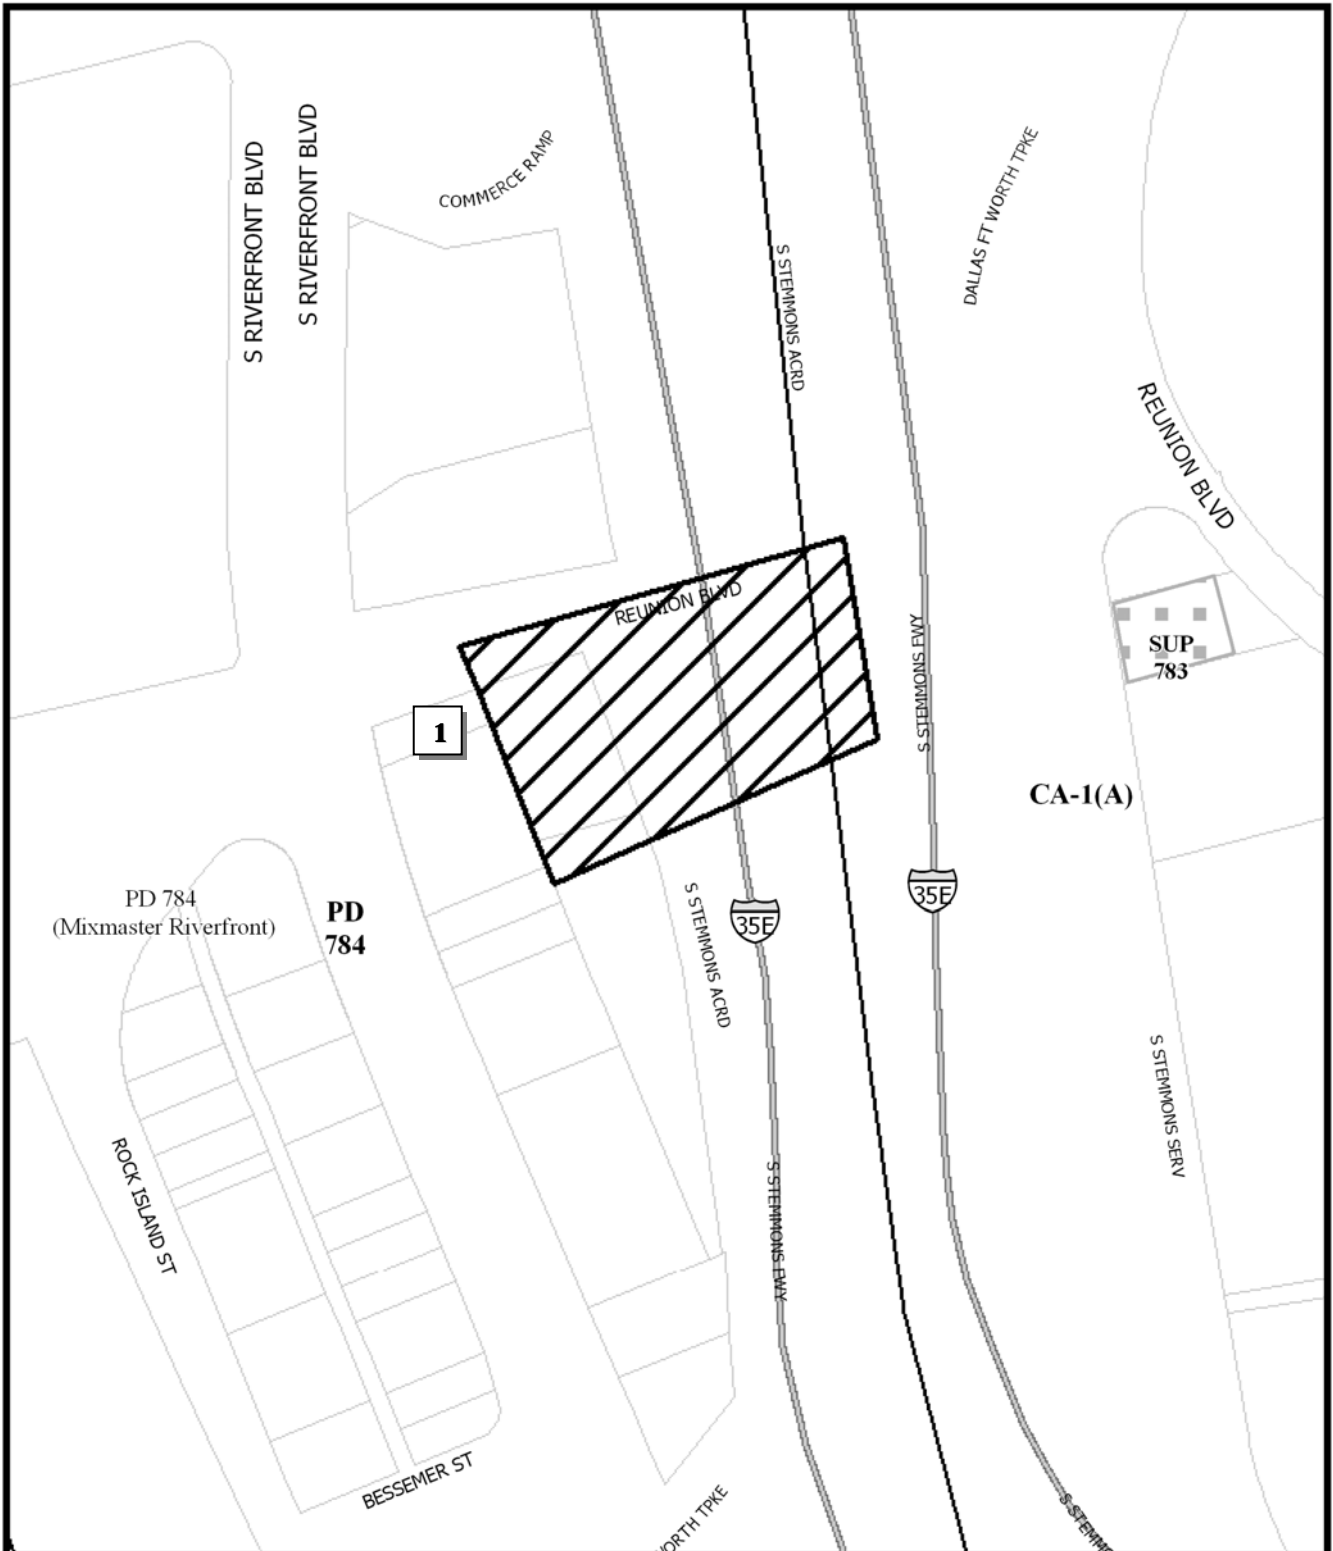 S RIVERFRONT BLVD
S RIVERFRONT BLVD
COMMERCE RAMP
S STEMMONS ACRD
DALLAS FT WORTH TPKE
REUNION BLVD
REUNION BLVD
S STEMMONS FWY
SUP
783
1
CA-1(A)
35E
35E
PD 784
(Mixmaster Riverfront)
PD
784
S STEMMONS ACRD
S STEMMONS SERV
ROCK ISLAND ST
S STEMMONS FWY
BESSEMER ST
WORTH TPKE
S STEMM